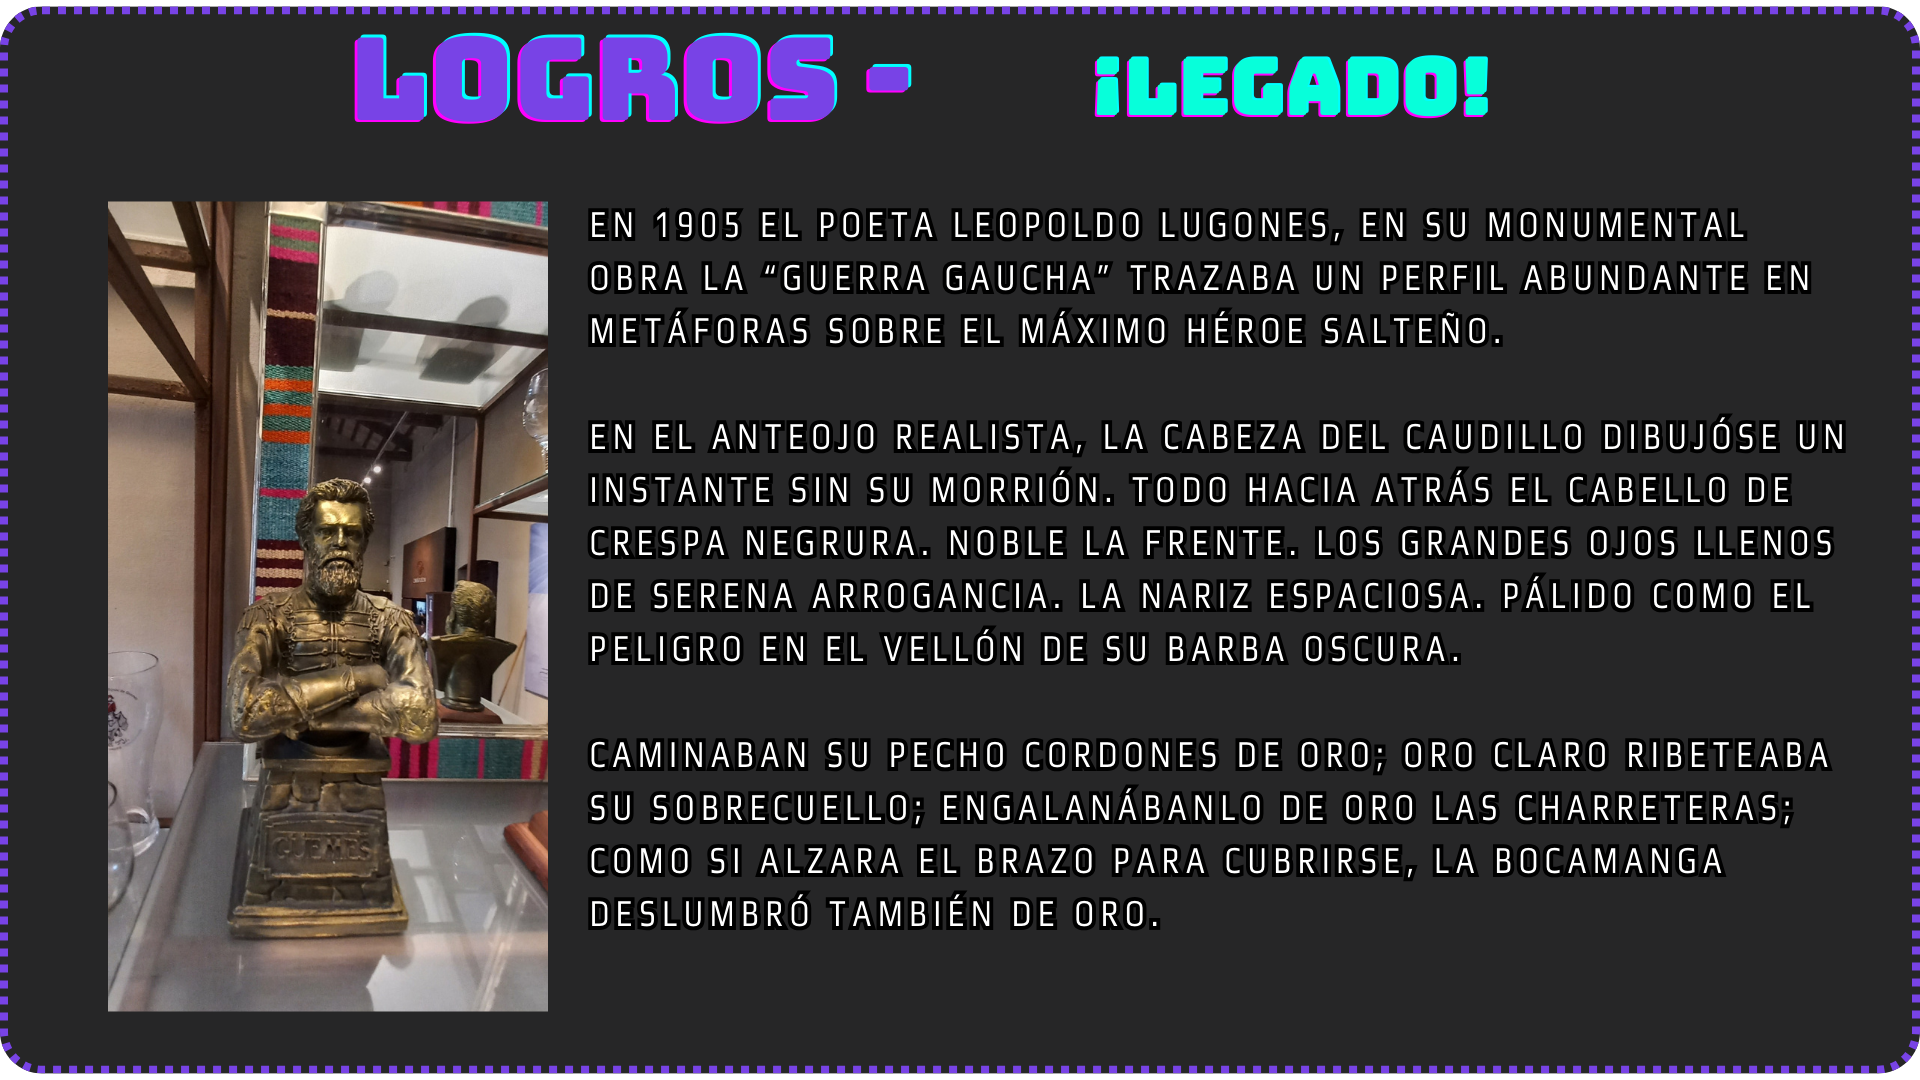 LOGROS - ¡LEGADO!
EN 1905 EL POETA LEOPOLDO LUGONES, EN SU MONUMENTAL
OBRA LA “GUERRA GAUCHA” TRAZABA UN PERFIL ABUNDANTE EN
METÁFORAS SOBRE EL MÁXIMO HÉROE SALTEÑO.
EN EL ANTEOJO REALISTA, LA CABEZA DEL CAUDILLO DIBUJÓSE UN
INSTANTE SIN SU MORRIÓN. TODO HACIA ATRÁS EL CABELLO DE
CRESPA NEGRURA. NOBLE LA FRENTE. LOS GRANDES OJOS LLENOS
DE SERENA ARROGANCIA. LA NARIZ ESPACIOSA. PÁLIDO COMO EL
PELIGRO EN EL VELLÓN DE SU BARBA OSCURA.
CAMINABAN SU PECHO CORDONES DE ORO; ORO CLARO RIBETEABA
SU SOBRECUELLO; ENGALANÁBANLO DE ORO LAS CHARRETERAS;
COMO SI ALZARA EL BRAZO PARA CUBRIRSE, LA BOCAMANGA
DESLUMBRÓ TAMBIÉN DE ORO.
GÜEMES